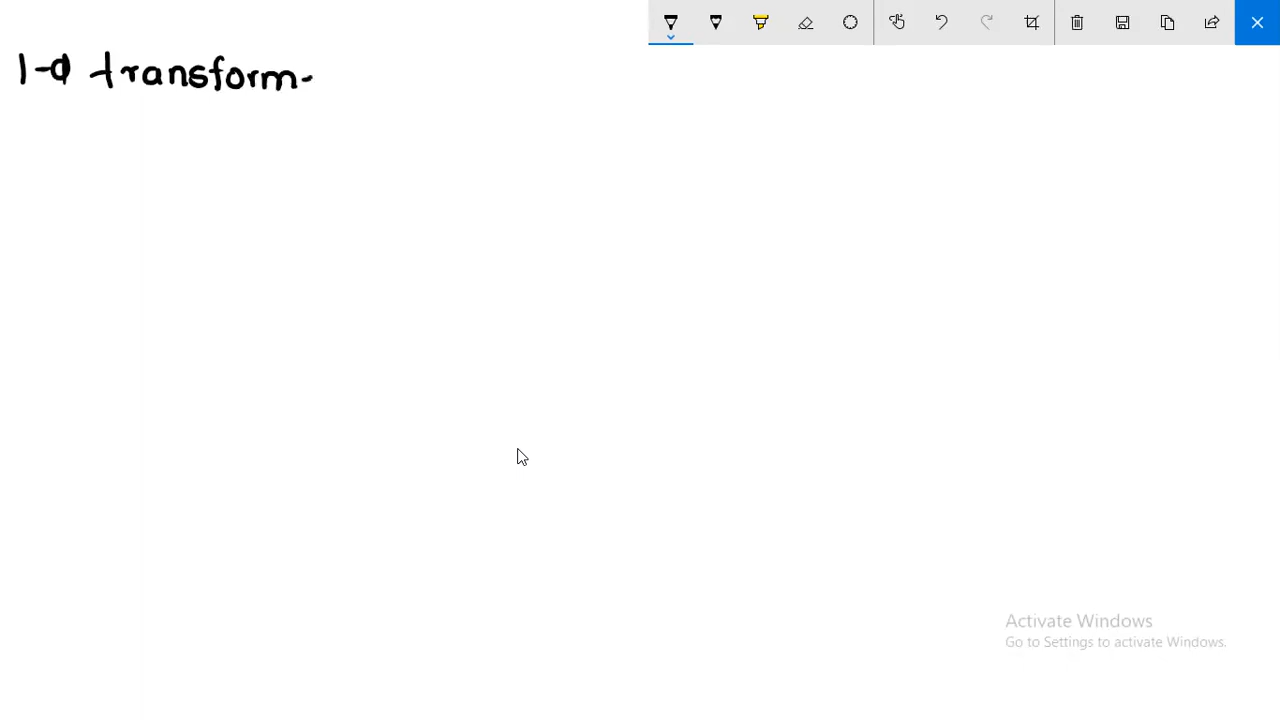 1-D transform-
Activate Windows
Go to Settings to activate Windows.